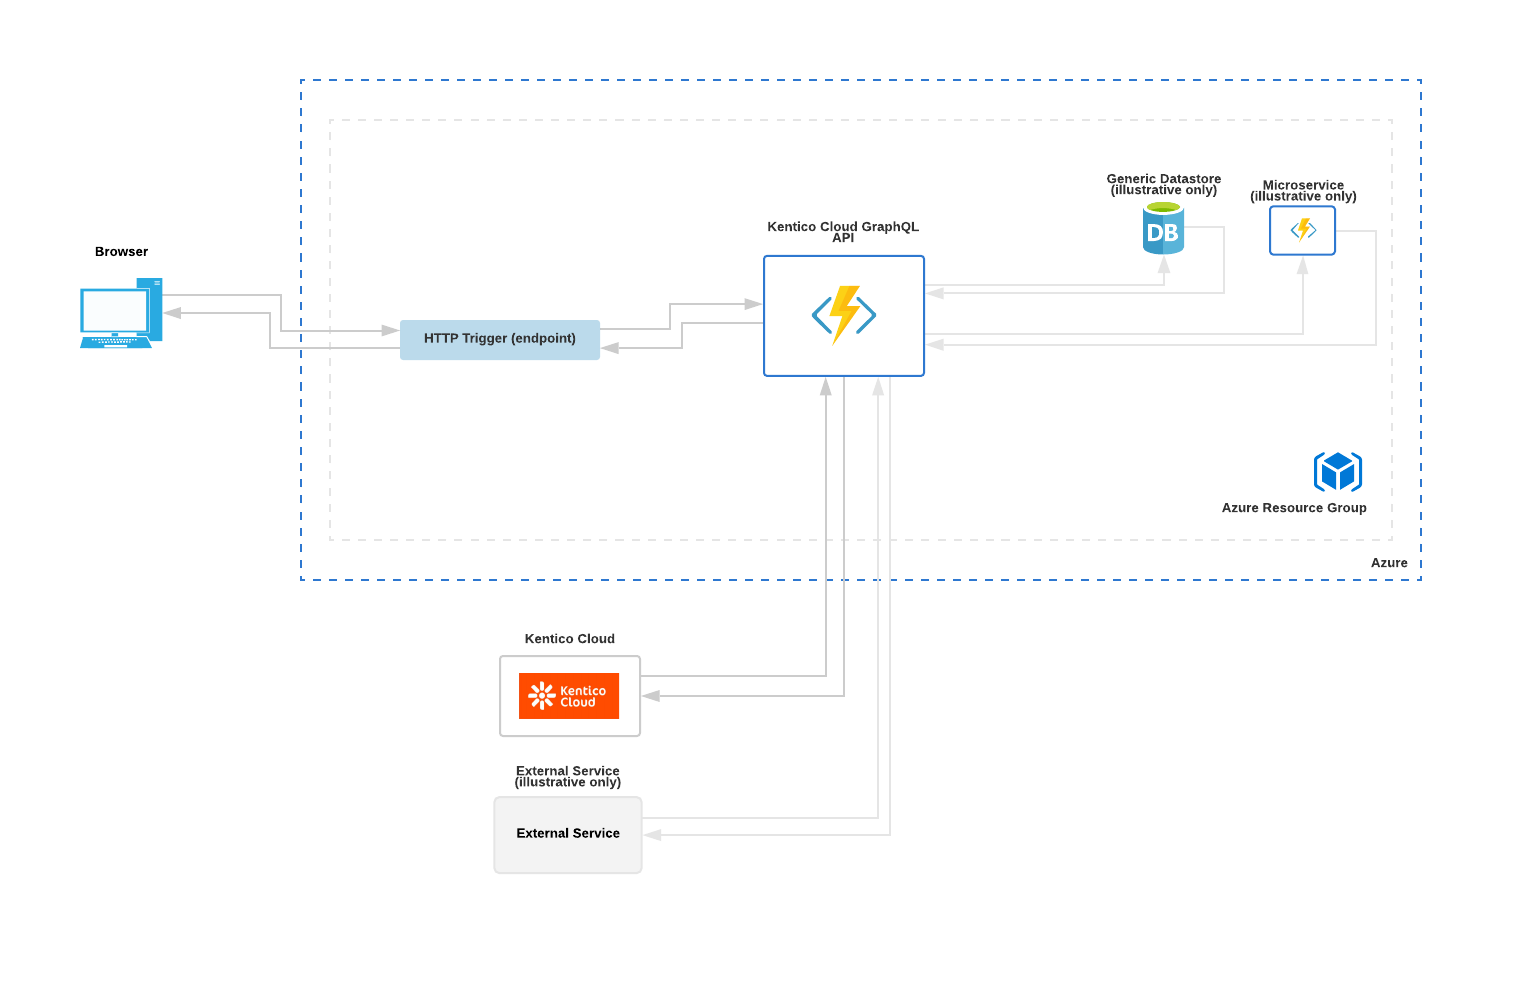 Generic Datastore
(illustrative only)
Microservice
(illustrative only)
DB
Kentico Cloud GraphQL
API
Browser
HTTP Trigger (endpoint)
Azure Resource Group
Azure
Kentico Cloud
Kentico
Cloud
External Service
(illustrative only)
External Service